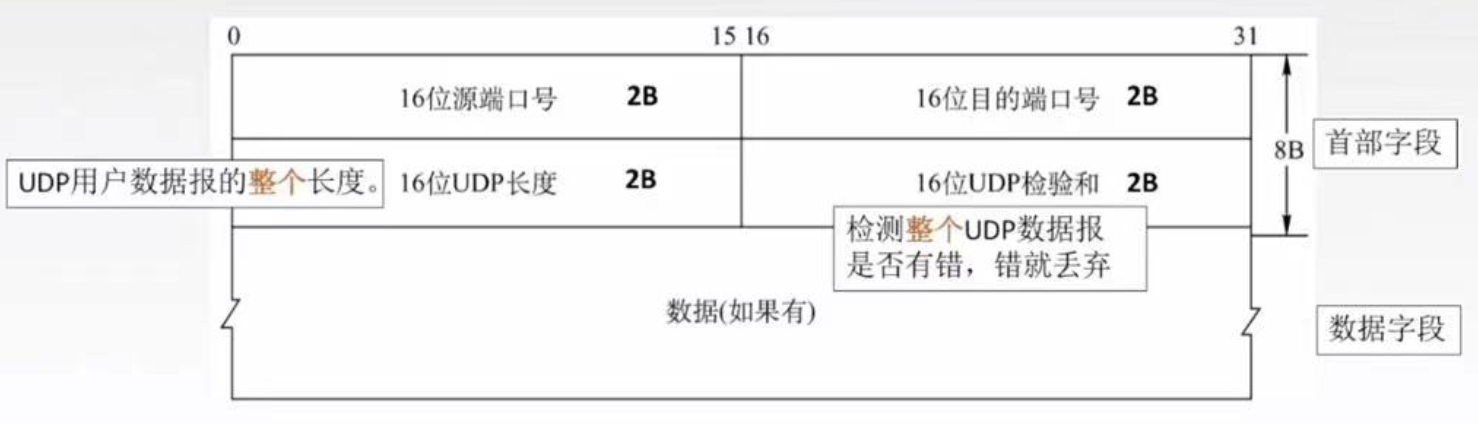 0 15 16 31
16位源端口号 2B 16位目的端口号 2B
8B 首部字段
UDP用户数据报的整个长度。 16位UDP长度 2B 16位UDP检验和 2B
检测整个UDP数据报
是否有错，错就丢弃
数据(如果有)
数据字段